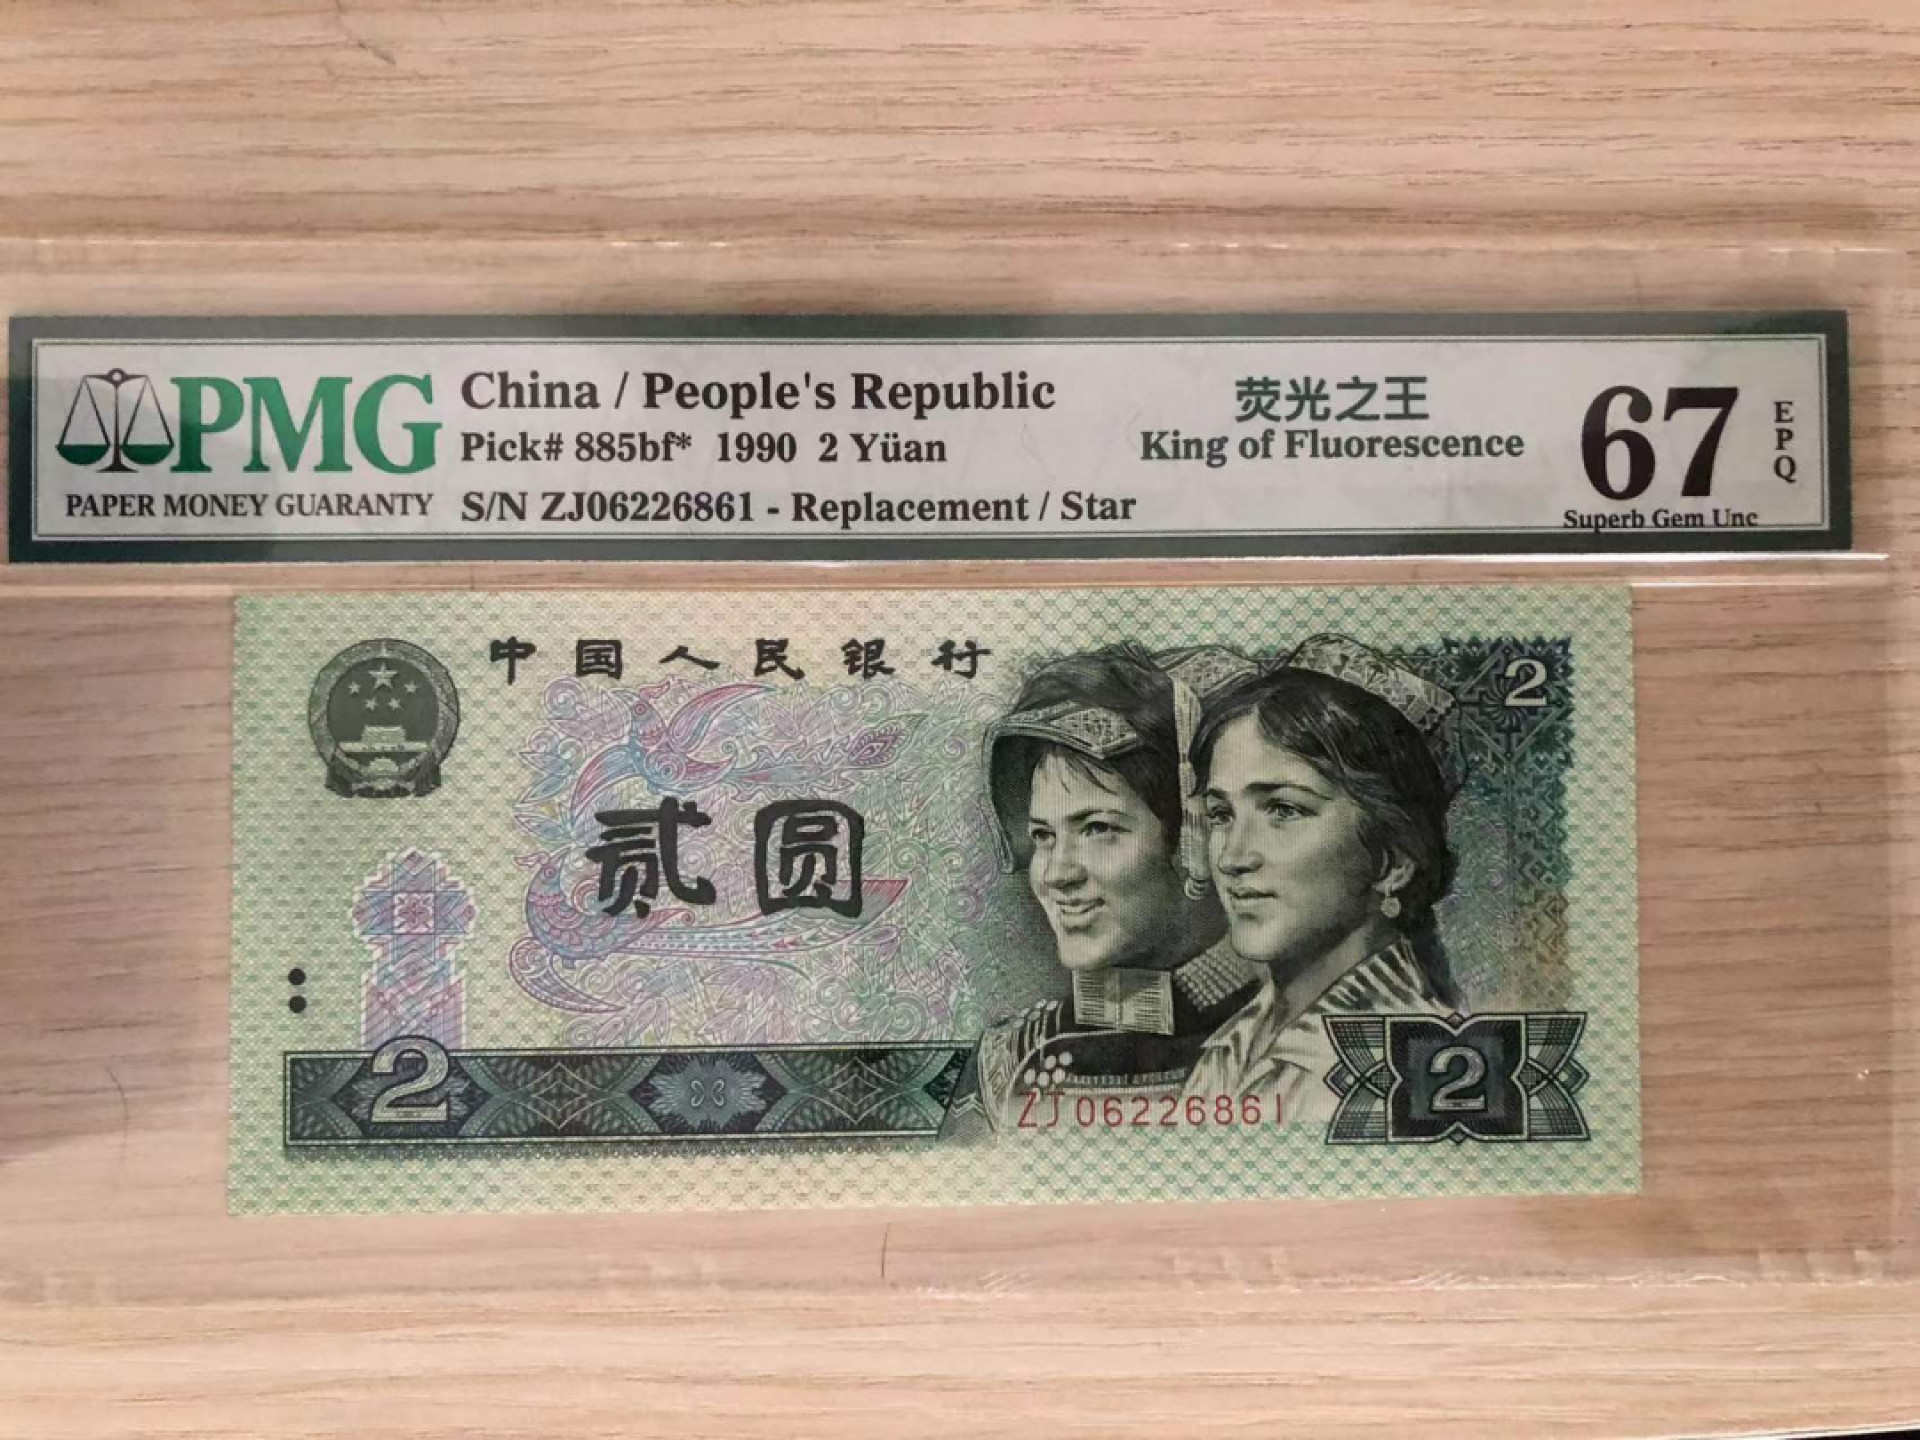 PMG
PAPER MONEY GUARANTY
China / People's Republic
Pick# 885bf* 1990 2 Yüan
S/N ZJ06226861 - Replacement / Star
荧光之王
King of Fluorescence
67
EPQ
Superb Gem Unc
中国人民银行
2
贰圆
2
2
ZJ06226861